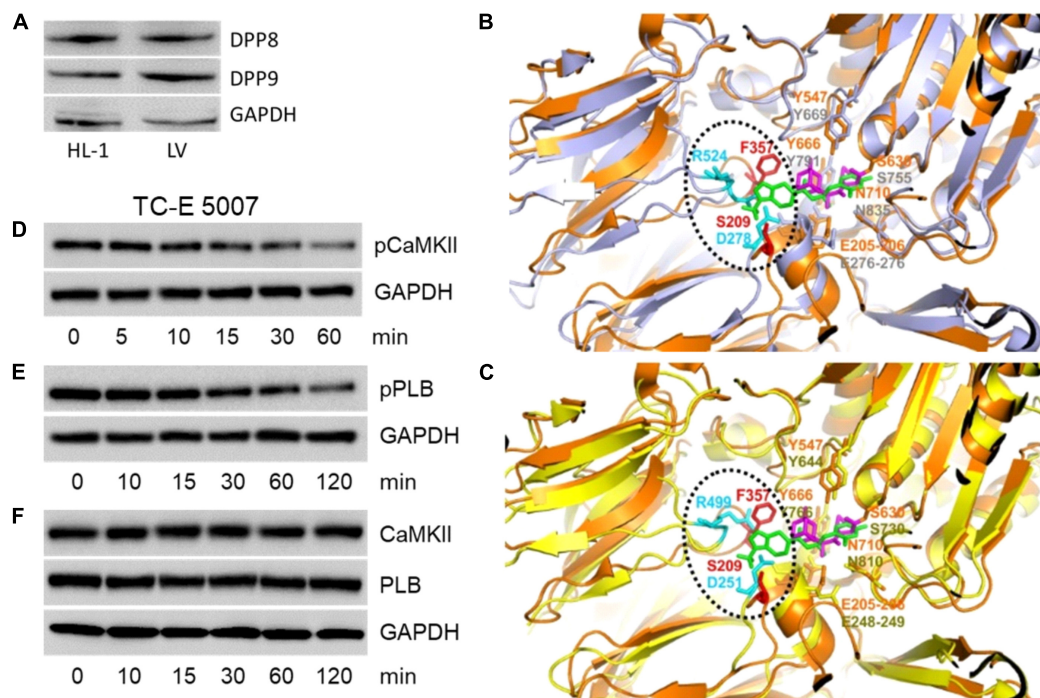 A
DPP8
DPP9
GAPDH
HL-1 LV
B
Y547
Y669
F357
R524
Y666
Y791
S630
S755
N710
N835
S209
D278
E205-206
E276-276
TC-E 5007
D
pCaMKII
GAPDH
0 5 10 15 30 60 min
E
pPLB
GAPDH
0 10 15 30 60 120 min
F
CaMKII
PLB
GAPDH
0 10 15 30 60 120 min
C
Y547
Y644
F357
R499
Y666
Y766
S630
S730
N710
N810
S209
D251
E205-206
E248-249